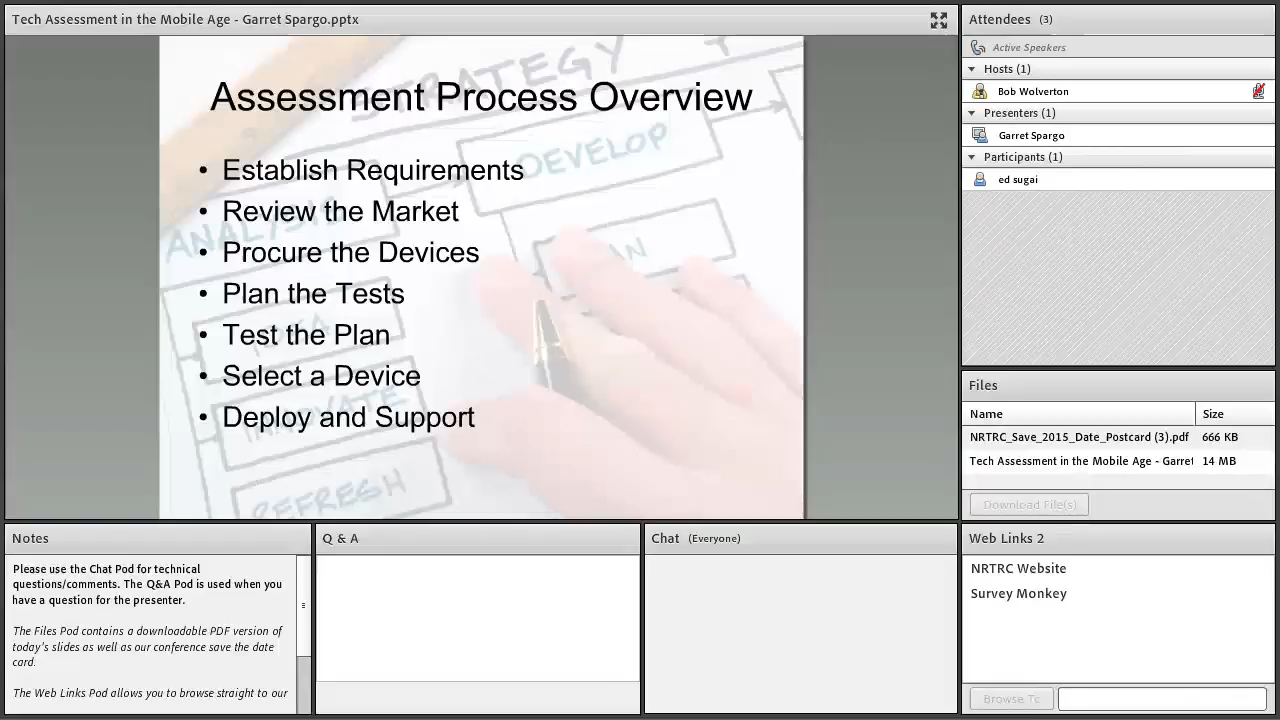 Tech Assessment in the Mobile Age - Garret Spargo.pptx
STRATEGY
Assessment Process Overview
DEVELOP
• Establish Requirements
• Review the Market
ANALYSIS
• Procure the Devices
• Plan the Tests
• Test the Plan
• Select a Device
INNOVATE
• Deploy and Support
REFRESH
Attendees (3)
Active Speakers
Hosts (1)
Bob Wolverton
Presenters (1)
Garret Spargo
Participants (1)
ed sugai
Files
Name Size
NRTRC_Save_2015_Date_Postcard (3).pdf 666 KB
Tech Assessment in the Mobile Age - Garret 14 MB
Download File(s)
Notes
Please use the Chat Pod for technical
questions/comments. The Q&A Pod is used when you
have a question for the presenter.
The Files Pod contains a downloadable PDF version of
today's slides as well as our conference save the date
card.
The Web Links Pod allows you to browse straight to our
Q & A
Chat (Everyone)
Web Links 2
NRTRC Website
Survey Monkey
Browse To